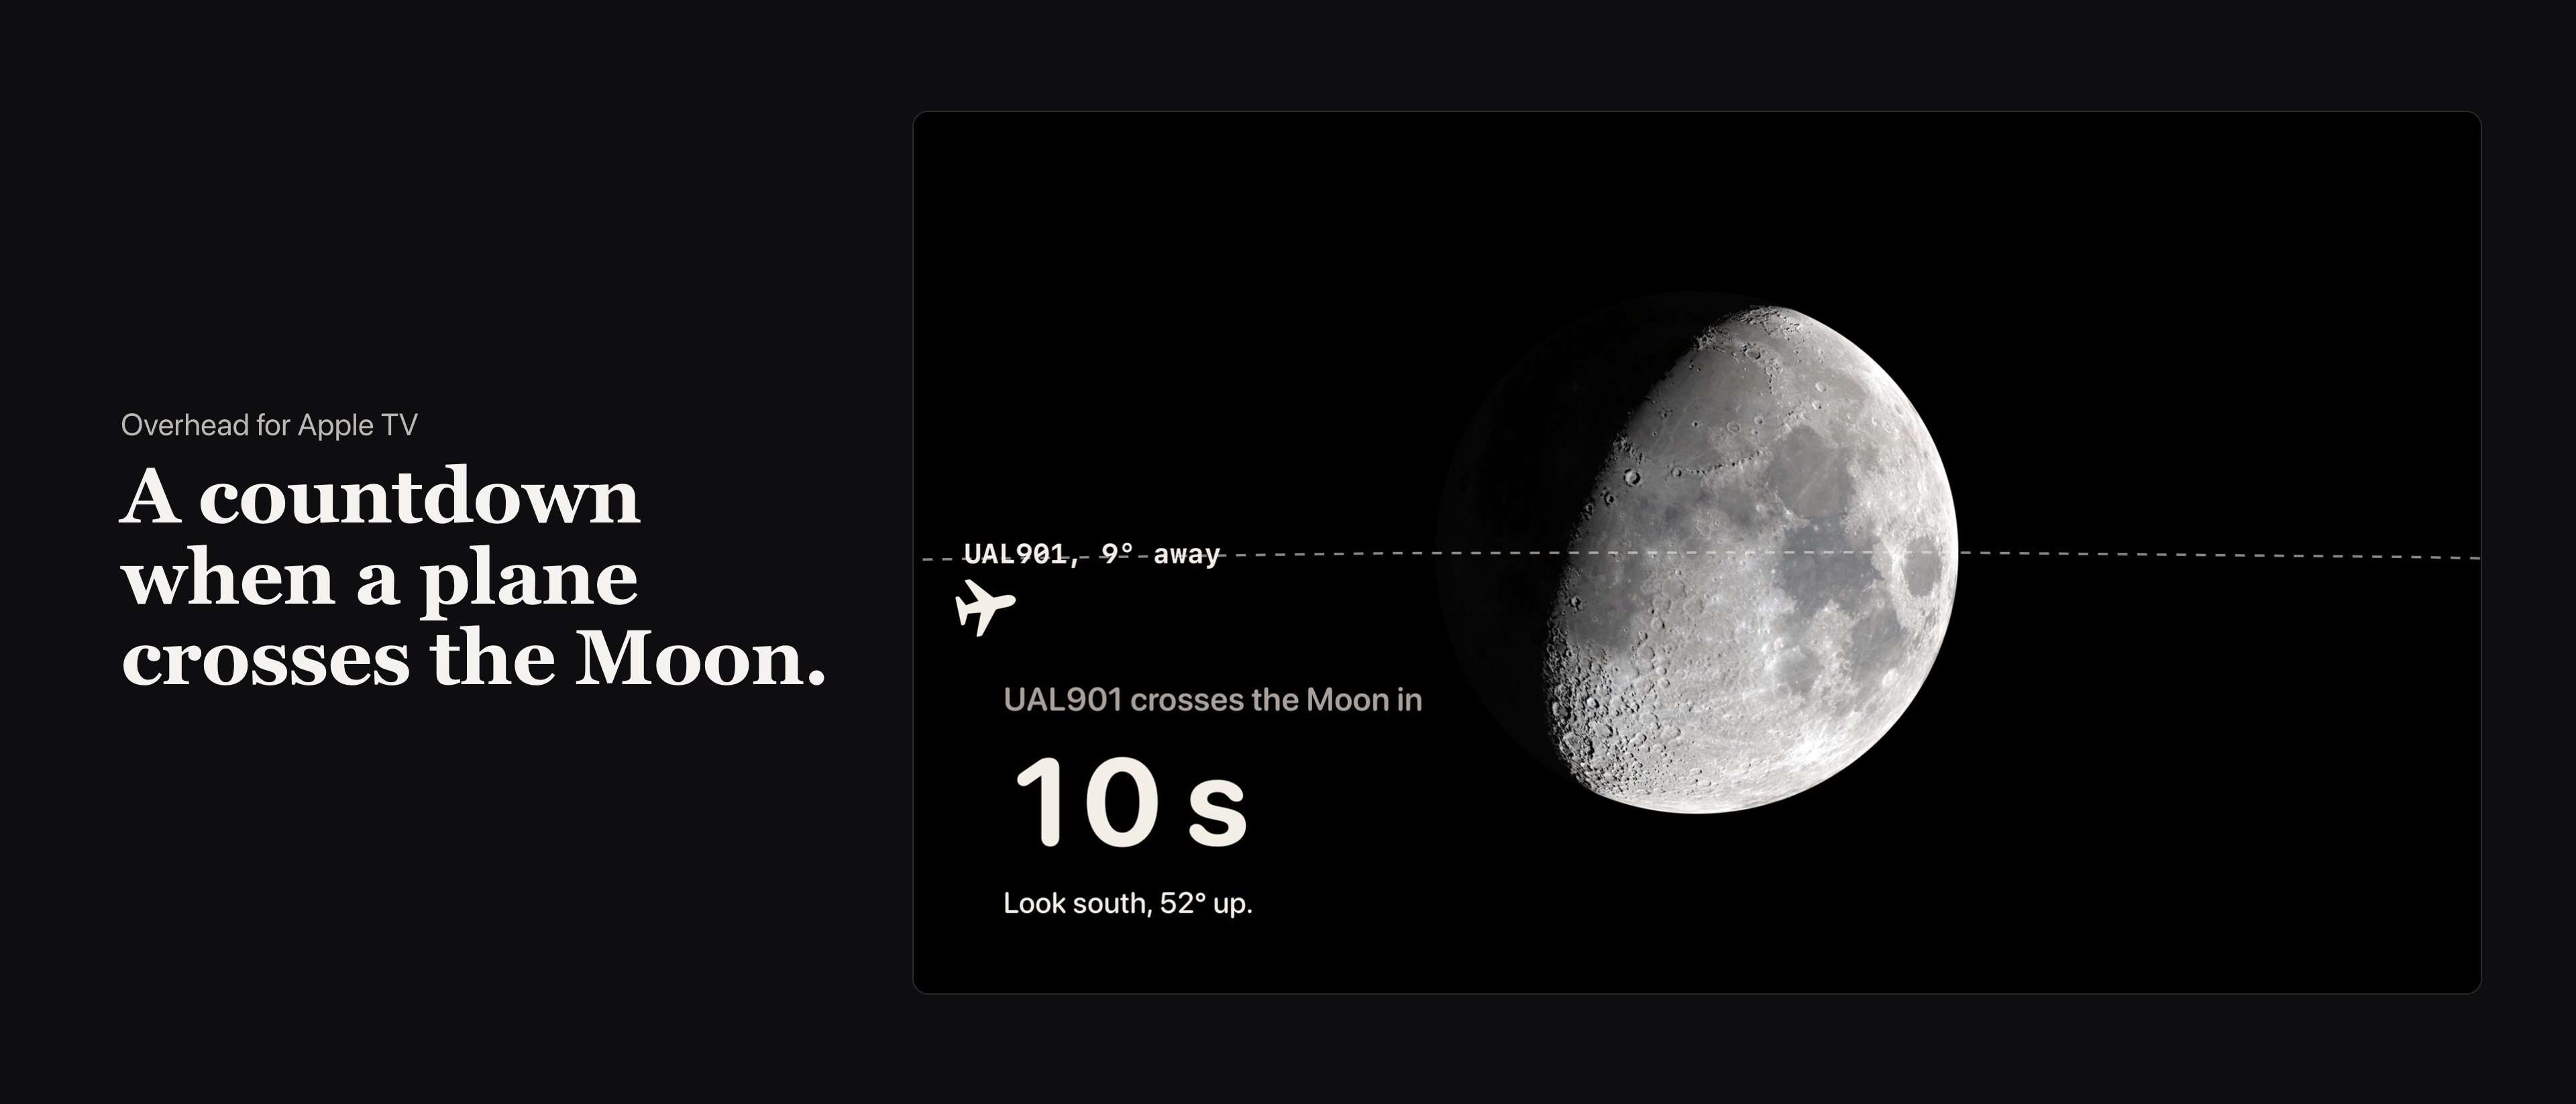 Overhead for Apple TV
A countdown
when a plane
crosses the Moon.
UAL901, 9° away
UAL901 crosses the Moon in
10 s
Look south, 52° up.